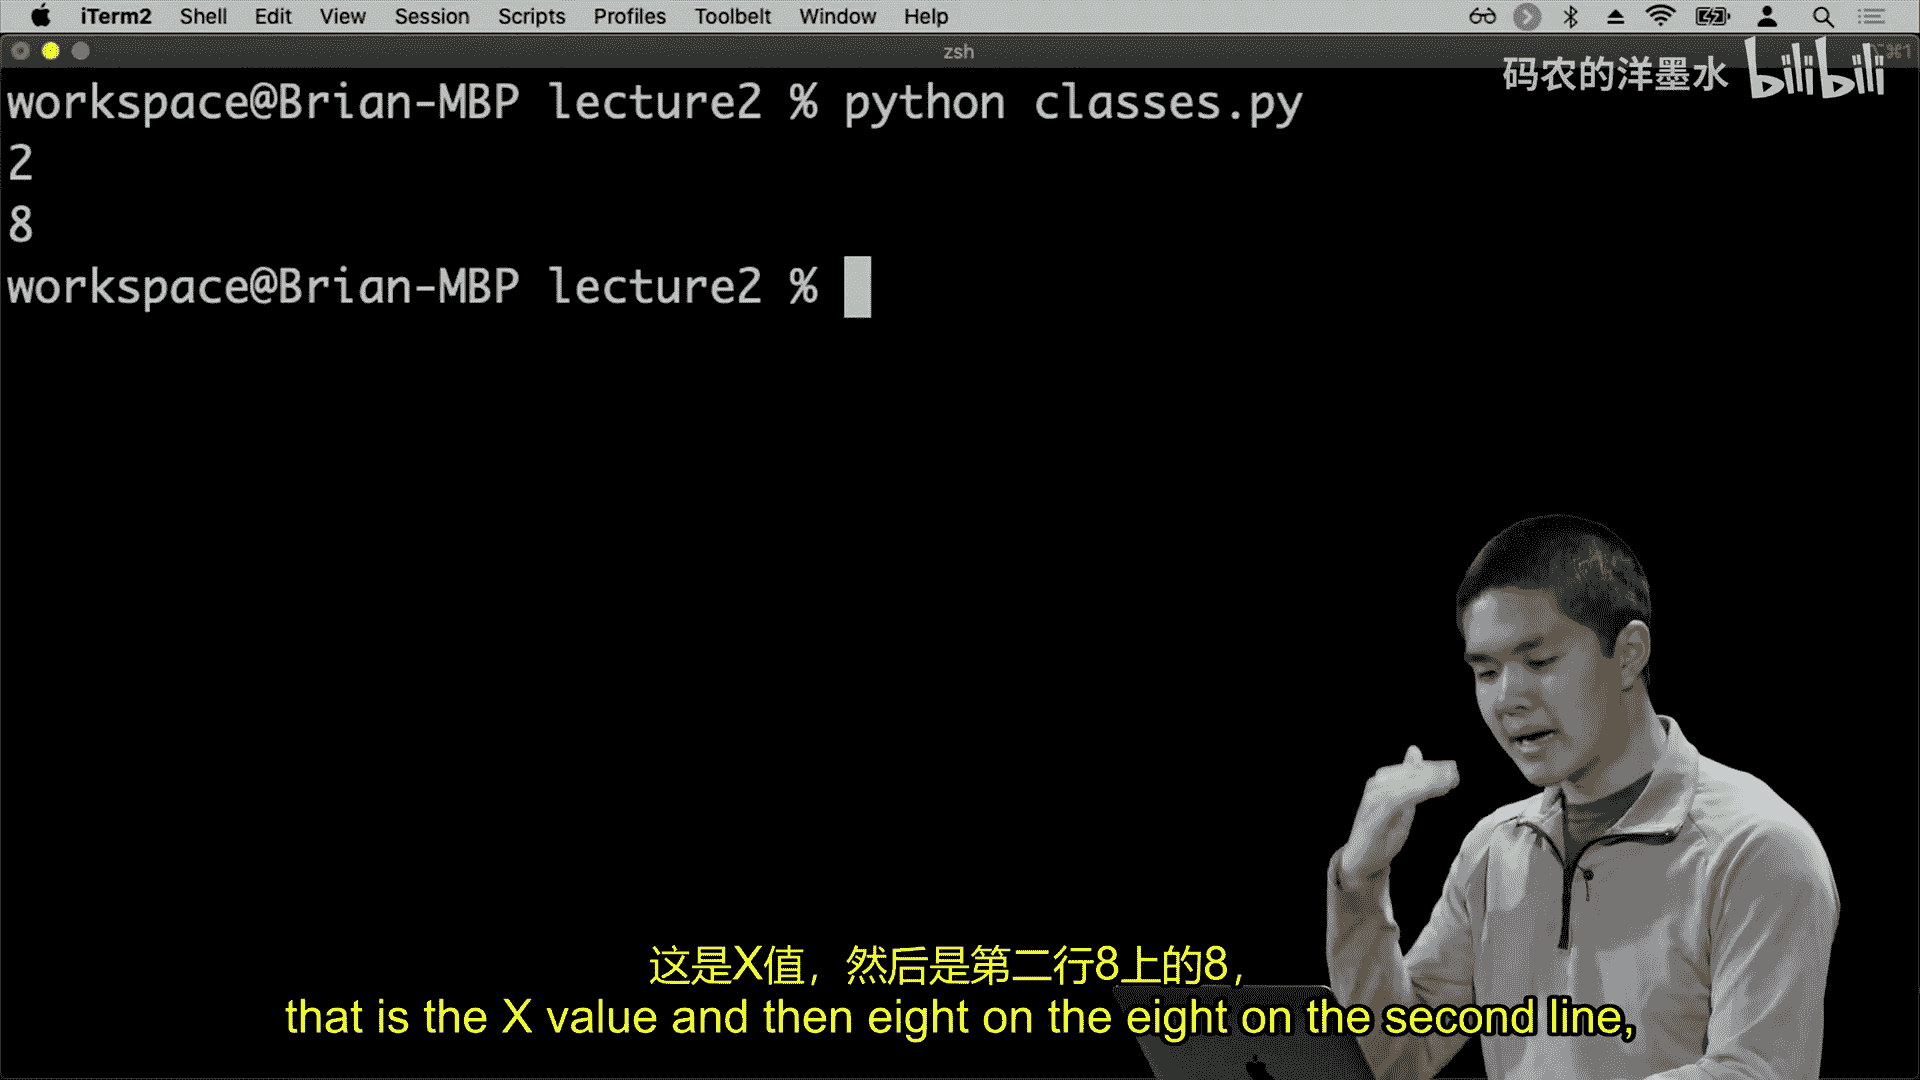 iTerm2 Shell Edit View Session Scripts Profiles Toolbelt Window Help
zsh
⌘1
码农的洋墨水 bilibili
workspace@Brian-MBP lecture2 % python classes.py
2
8
workspace@Brian-MBP lecture2 %
这是X值，然后是第二行8上的8，
that is the X value and then eight on the eight on the second line,